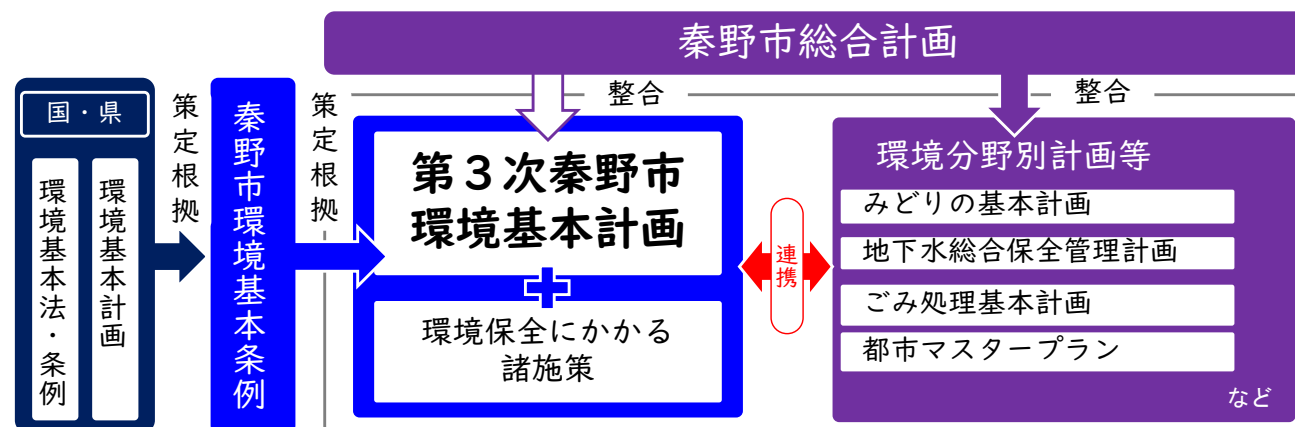 秦野市総合計画
整合
整合
国・県
環境基本法・条例
環境基本計画
策定根拠
秦野市環境基本条例
策定根拠
第３次秦野市
環境基本計画
環境保全にかかる
諸施策
連携
環境分野別計画等
みどりの基本計画
地下水総合保全管理計画
ごみ処理基本計画
都市マスタープラン
など